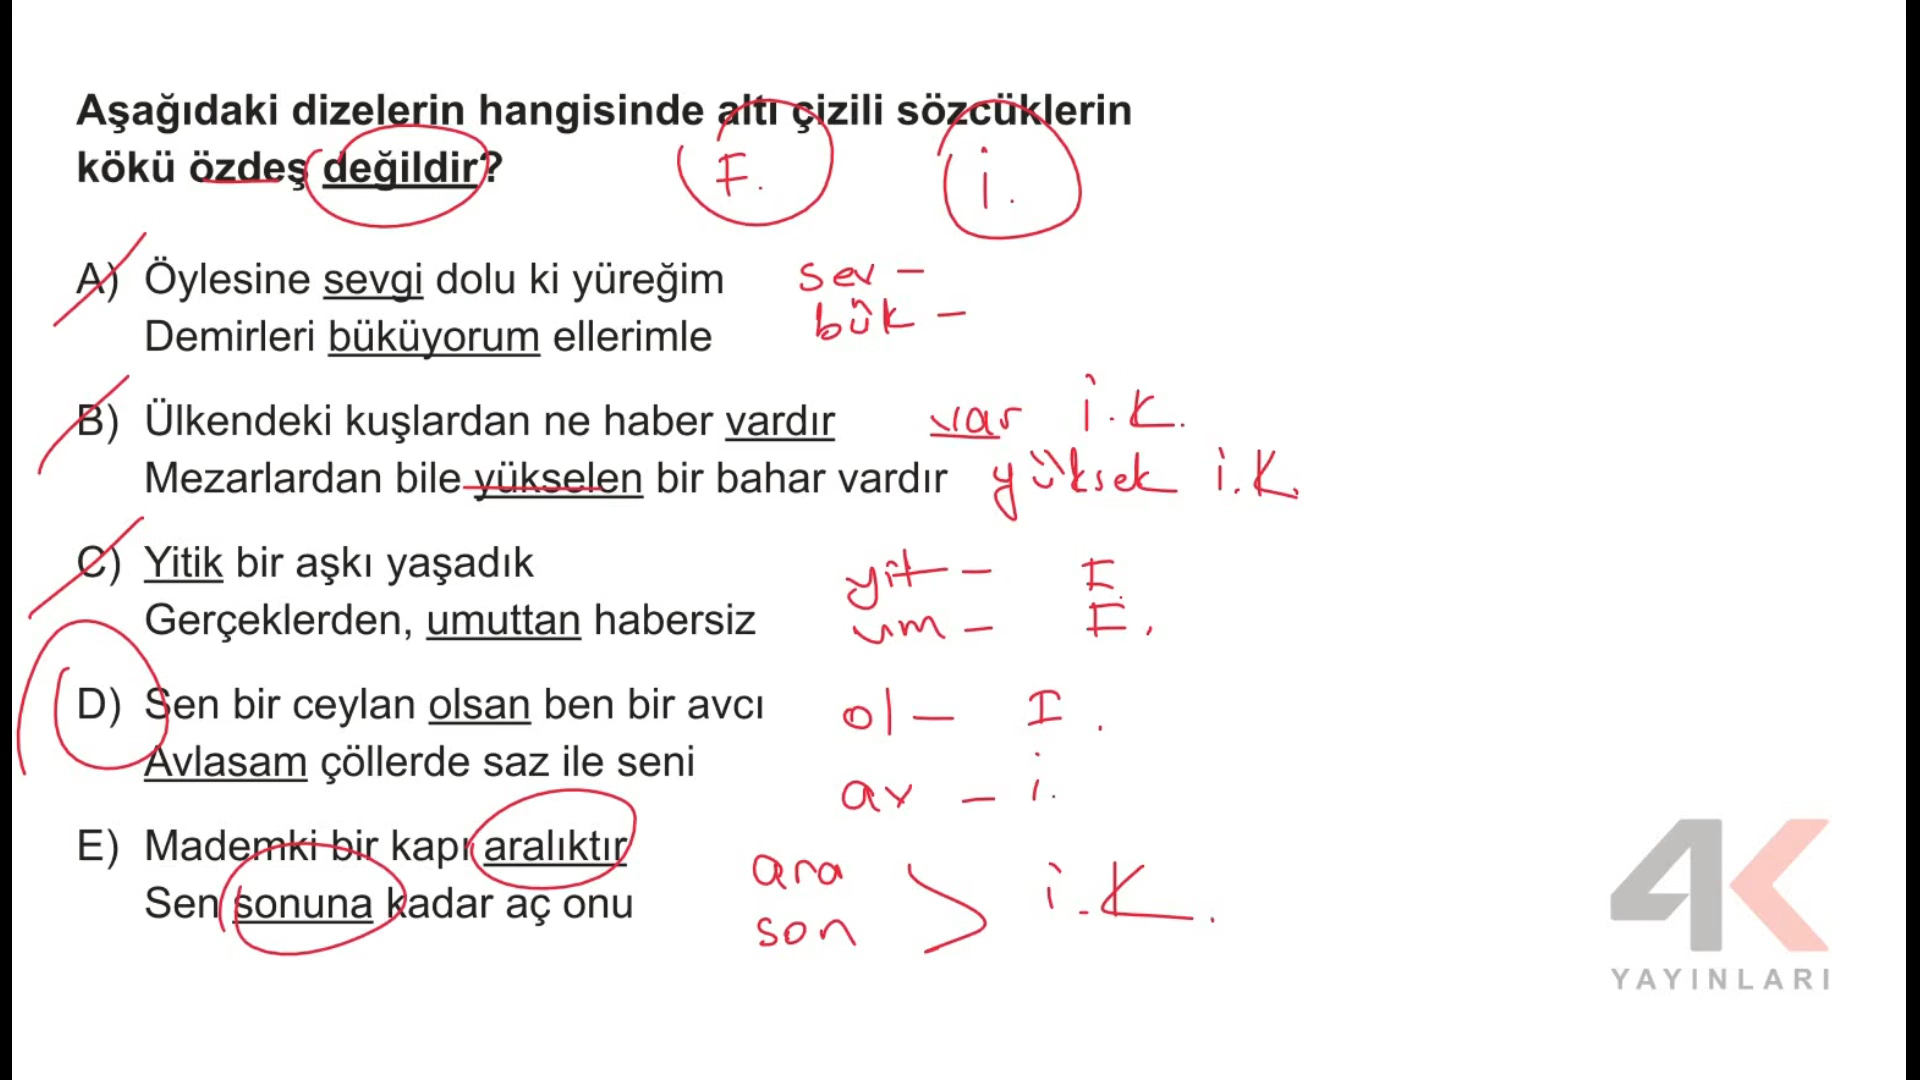 Aşağıdaki dizelerin hangisinde altı çizili sözcüklerin
kökü özdeş değildir?
F.
İ.
A) Öylesine sevgi dolu ki yüreğim
sev -
Demirleri büküyorum ellerimle
bük -
B) Ülkendeki kuşlardan ne haber vardır
var İ.K.
Mezarlardan bile yükselen bir bahar vardır
yüksek İ.K.
C) Yitik bir aşkı yaşadık
yit - F.
Gerçeklerden, umuttan habersiz
um - F.
D) Sen bir ceylan olsan ben bir avcı
ol - F.
Avlasam çöllerde saz ile seni
av - İ.
E) Mademki bir kapı aralıktır
ara
Sen sonuna kadar aç onu
son
İ.K.
4K
YAYINLARI